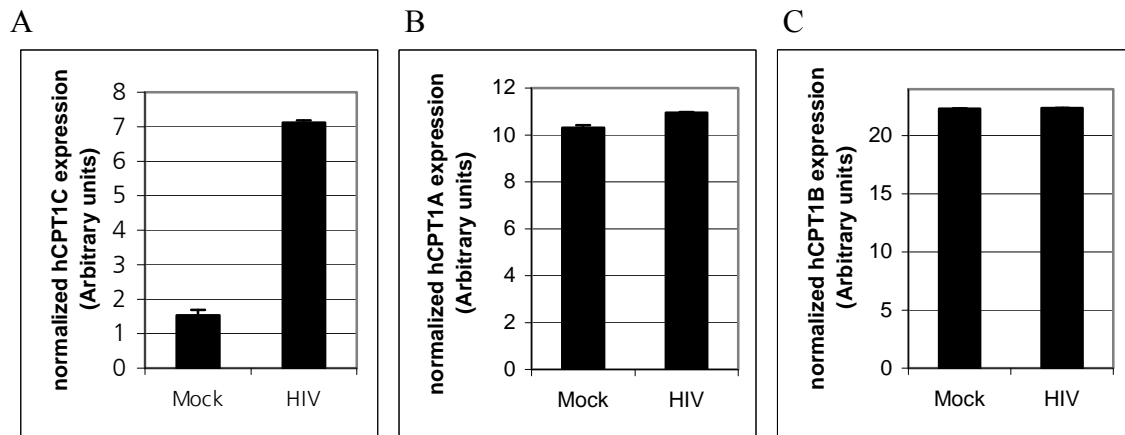 A
normalized hCPT1C expression
(Arbitrary units)
8
7
6
5
4
3
2
1
0
Mock HIV
B
normalized hCPT1A expression
(Arbitrary units)
12
10
8
6
4
2
0
Mock HIV
C
normalized hCPT1B expression
(Arbitrary units)
20
15
10
5
0
Mock HIV